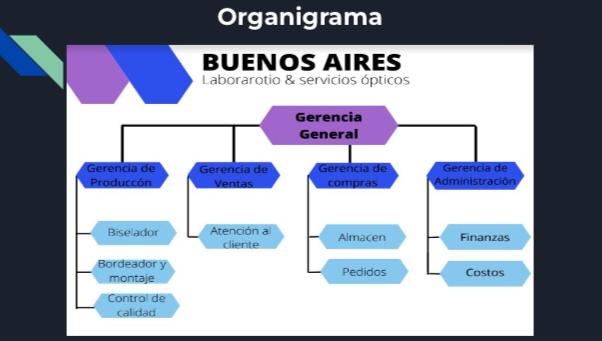 Organigrama
BUENOS AIRES
Laborarotio & servicios ópticos
Gerencia
General
Gerencia de
Produccón
Gerencia de
Ventas
Gerencia de
compras
Gerencia de
Administración
Biselador
Atención al
cliente
Almacen
Finanzas
Bordeador y
montaje
Pedidos
Costos
Control de
calidad